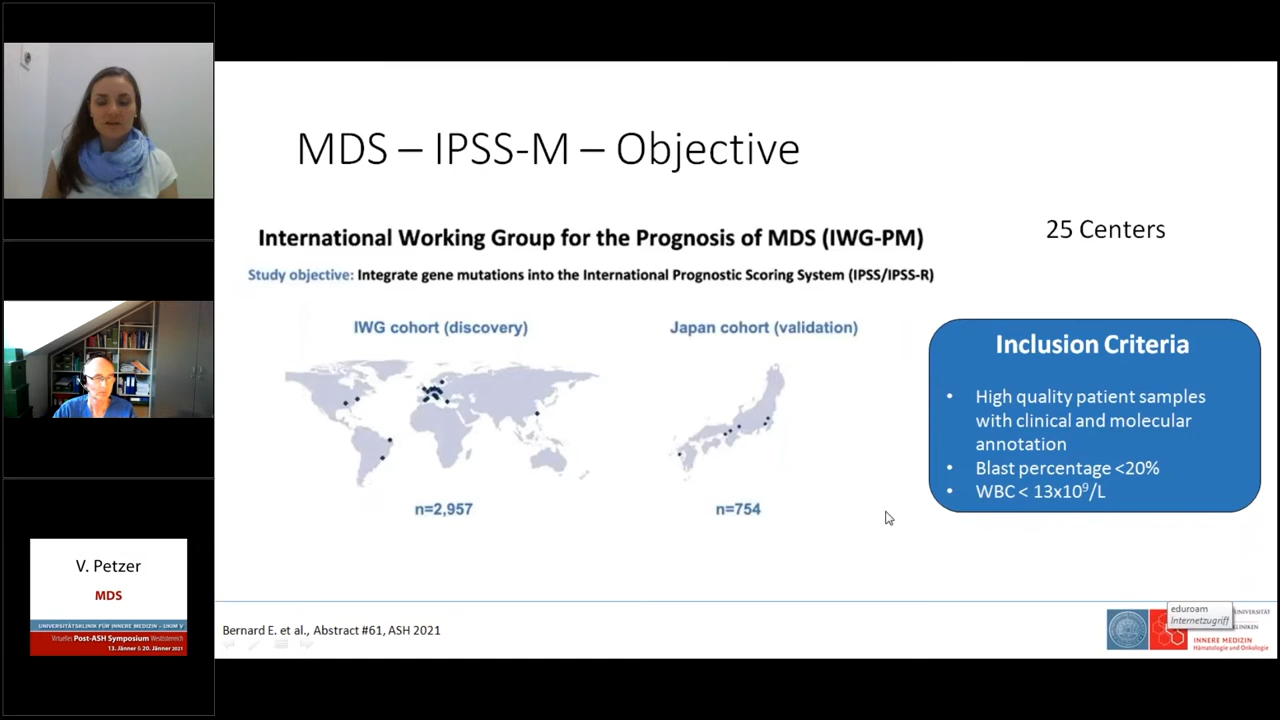 MDS – IPSS-M – Objective
International Working Group for the Prognosis of MDS (IWG-PM)
Study objective: Integrate gene mutations into the International Prognostic Scoring System (IPSS/IPSS-R)
25 Centers
IWG cohort (discovery)
n=2,957
Japan cohort (validation)
n=754
Inclusion Criteria
• High quality patient samples
with clinical and molecular
annotation
• Blast percentage <20%
• WBC < 13x10⁹/L
Bernard E. et al., Abstract #61, ASH 2021
eduroam
Internetzugriff
INNERE MEDIZIN
Hämatologie und Onkologie
V. Petzer
MDS
UNIVERSITÄTSKLINIK FÜR INNERE MEDIZIN – UKIM V
Virtuelles Post-ASH Symposium Westösterreich
13. Jänner & 20. Jänner 2021